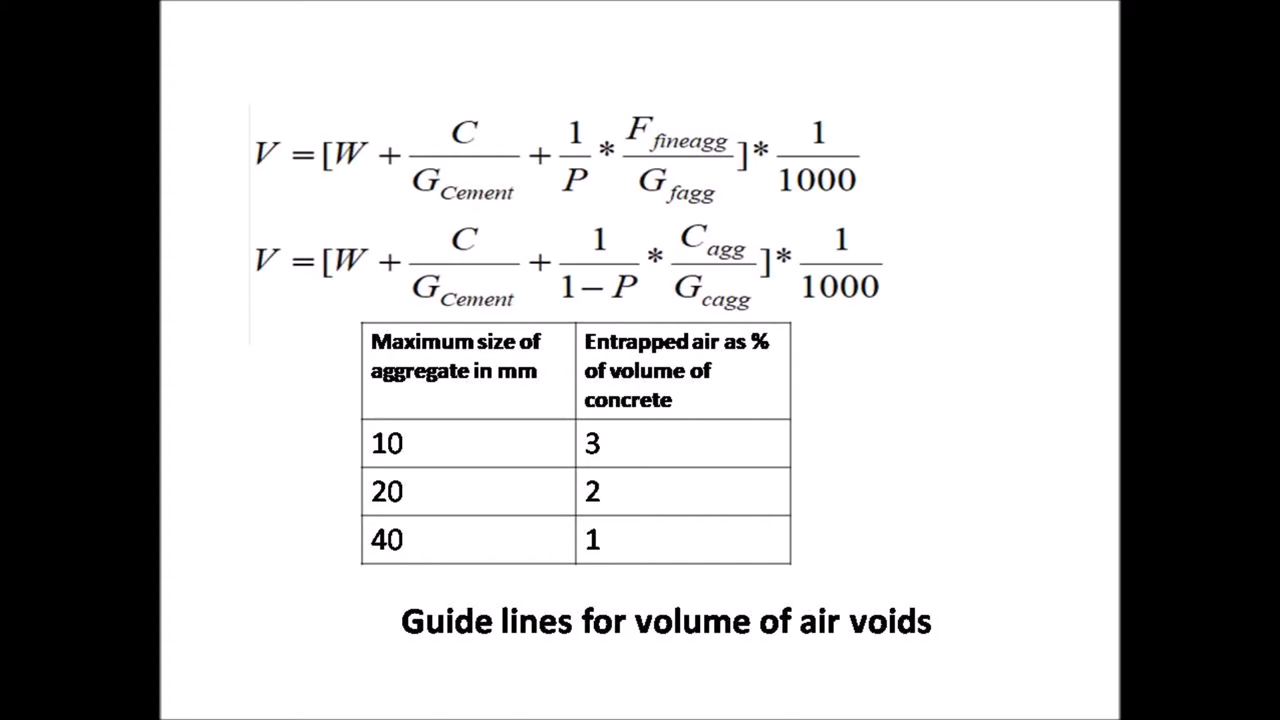 V = [W + C/G_Cement + 1/P * F_fineagg/G_fagg] * 1/1000
V = [W + C/G_Cement + 1/1−P * C_agg/G_cagg] * 1/1000
Maximum size of
aggregate in mm
Entrapped air as %
of volume of
concrete
10 3
20 2
40 1
Guide lines for volume of air voids